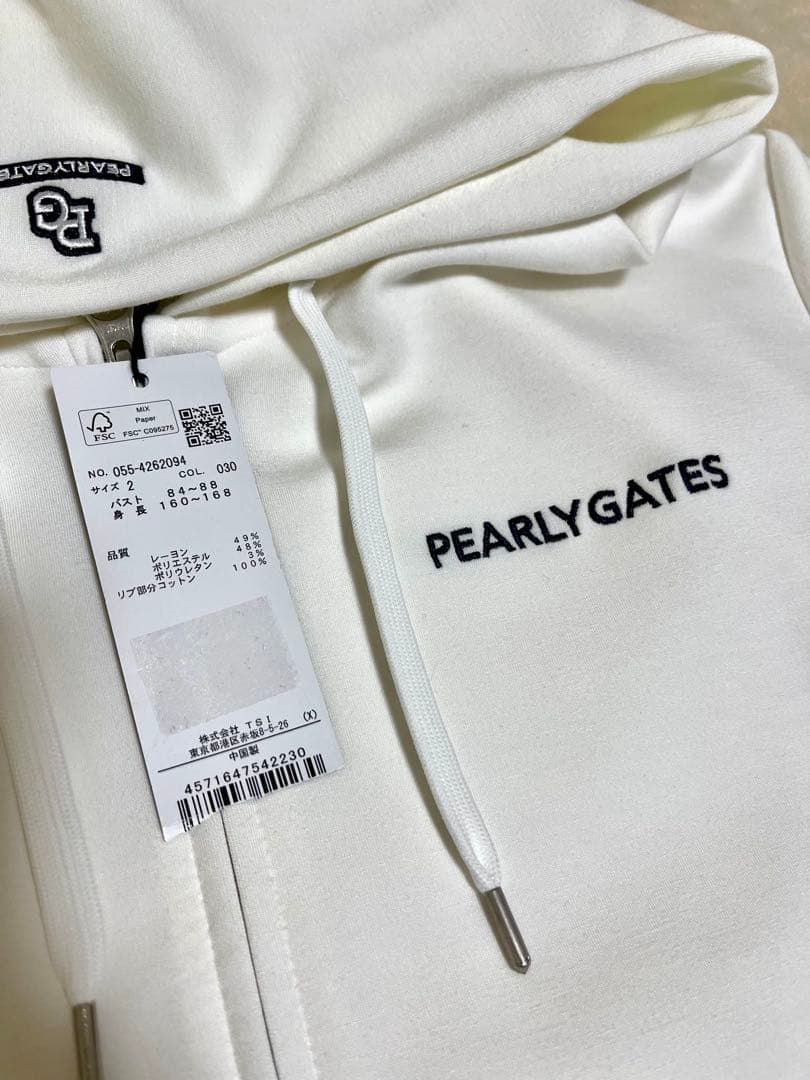 PEARLYGATES
PG
MIX
Paper
FSC
FSC™ C095275
NO. 055-4262094
COL. 030
サイズ 2
バスト 84~88
身長 160~168
品質 レーヨン 49%
ポリエステル 48%
ポリウレタン 3%
リブ部分コットン 100%
株式会社 TSI
東京都港区赤坂8-5-26 (X)
中国製
4571647542230
PEARLY GATES